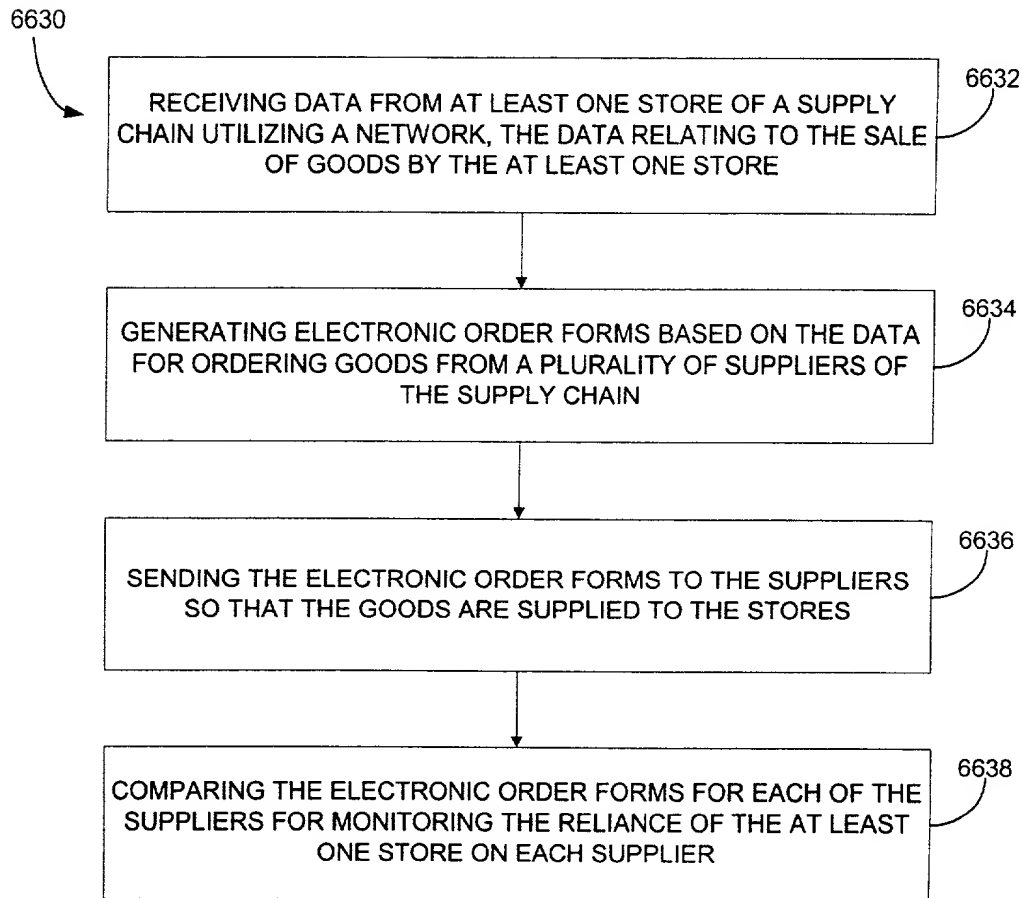 6630
6632
RECEIVING DATA FROM AT LEAST ONE STORE OF A SUPPLY
CHAIN UTILIZING A NETWORK, THE DATA RELATING TO THE SALE
OF GOODS BY THE AT LEAST ONE STORE
6634
GENERATING ELECTRONIC ORDER FORMS BASED ON THE DATA
FOR ORDERING GOODS FROM A PLURALITY OF SUPPLIERS OF
THE SUPPLY CHAIN
6636
SENDING THE ELECTRONIC ORDER FORMS TO THE SUPPLIERS
SO THAT THE GOODS ARE SUPPLIED TO THE STORES
6638
COMPARING THE ELECTRONIC ORDER FORMS FOR EACH OF THE
SUPPLIERS FOR MONITORING THE RELIANCE OF THE AT LEAST
ONE STORE ON EACH SUPPLIER